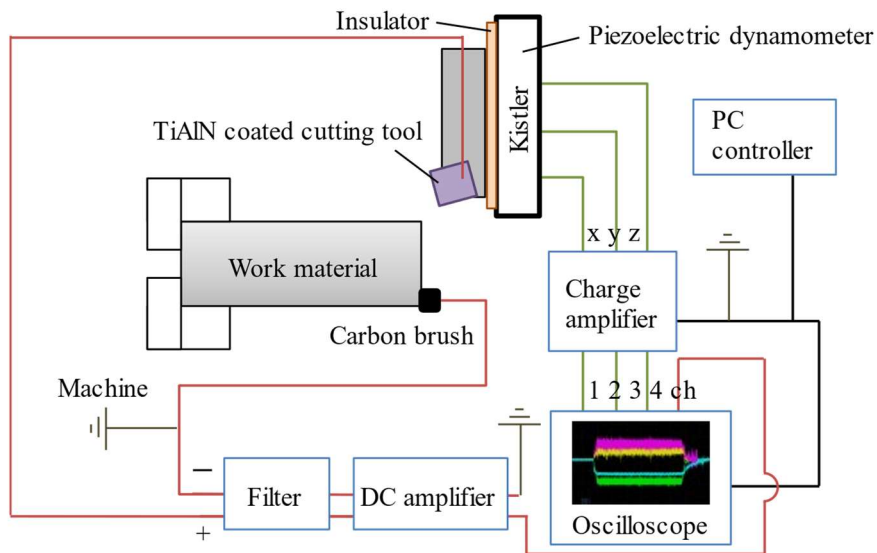 Insulator
Piezoelectric dynamometer
TiAlN coated cutting tool
Kistler
PC
controller
x y z
Work material
Charge
amplifier
Carbon brush
1 2 3 4 ch
Machine
−
Filter
DC amplifier
+
Oscilloscope